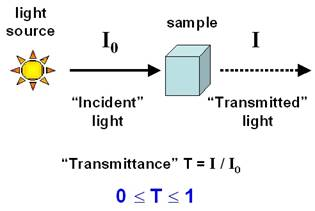 light
source
I₀
sample
I
“Incident”
light
“Transmitted”
light
“Transmittance” T = I / I₀
0 ≤ T ≤ 1